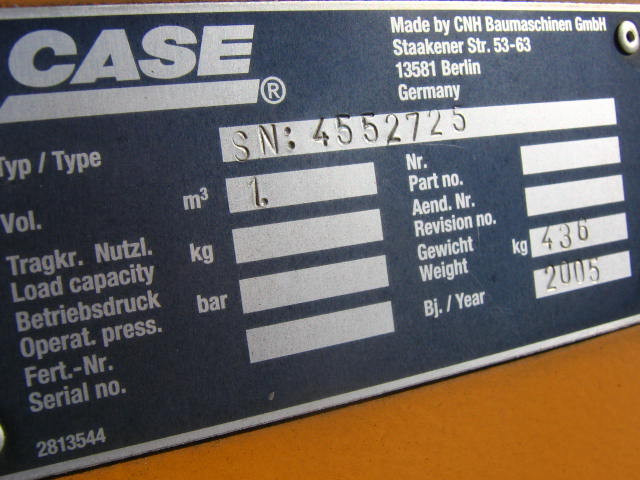 CASE®
Made by CNH Baumaschinen GmbH
Staakener Str. 53-63
13581 Berlin
Germany
Typ / Type SN: 4552725
Vol. m³ 1
Tragkr. Nutzl. kg
Load capacity
Betriebsdruck bar
Operat. press.
Fert.-Nr.
Serial no.
Nr.
Part no.
Aend. Nr.
Revision no.
Gewicht kg 436
Weight
Bj. / Year 2005
2813544